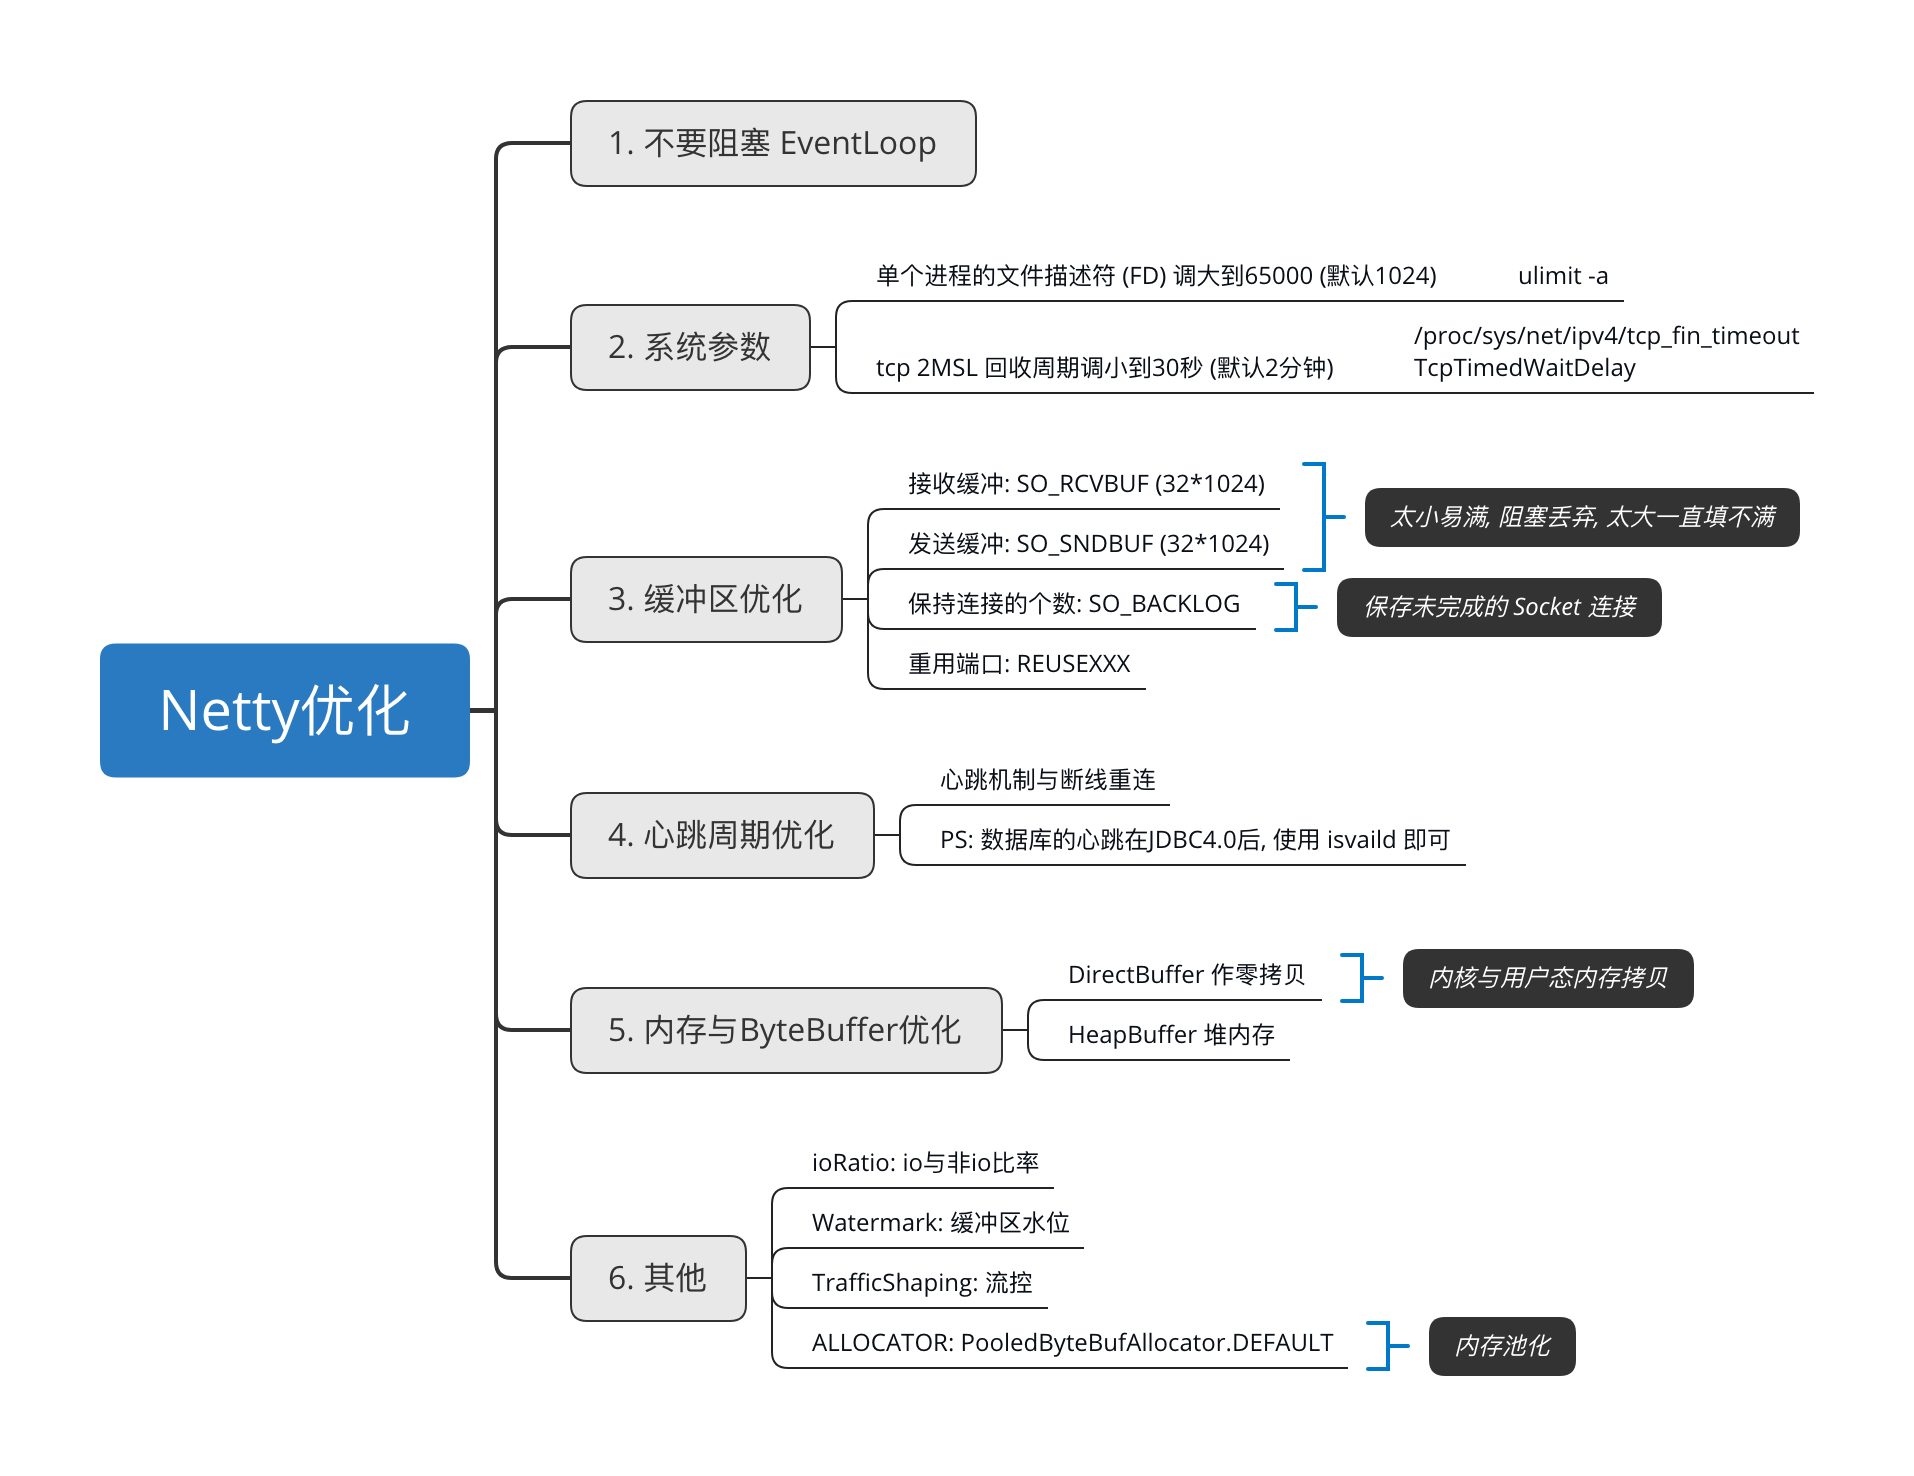 Netty优化
1. 不要阻塞 EventLoop
2. 系统参数
单个进程的文件描述符 (FD) 调大到65000 (默认1024) ulimit -a
tcp 2MSL 回收周期调小到30秒 (默认2分钟)
/proc/sys/net/ipv4/tcp_fin_timeout
TcpTimedWaitDelay
3. 缓冲区优化
接收缓冲: SO_RCVBUF (32*1024)
发送缓冲: SO_SNDBUF (32*1024)
太小易满, 阻塞丢弃, 太大一直填不满
保持连接的个数: SO_BACKLOG
保存未完成的 Socket 连接
重用端口: REUSEXXX
4. 心跳周期优化
心跳机制与断线重连
PS: 数据库的心跳在JDBC4.0后, 使用 isvaild 即可
5. 内存与ByteBuffer优化
DirectBuffer 作零拷贝
内核与用户态内存拷贝
HeapBuffer 堆内存
6. 其他
ioRatio: io与非io比率
Watermark: 缓冲区水位
TrafficShaping: 流控
ALLOCATOR: PooledByteBufAllocator.DEFAULT
内存池化